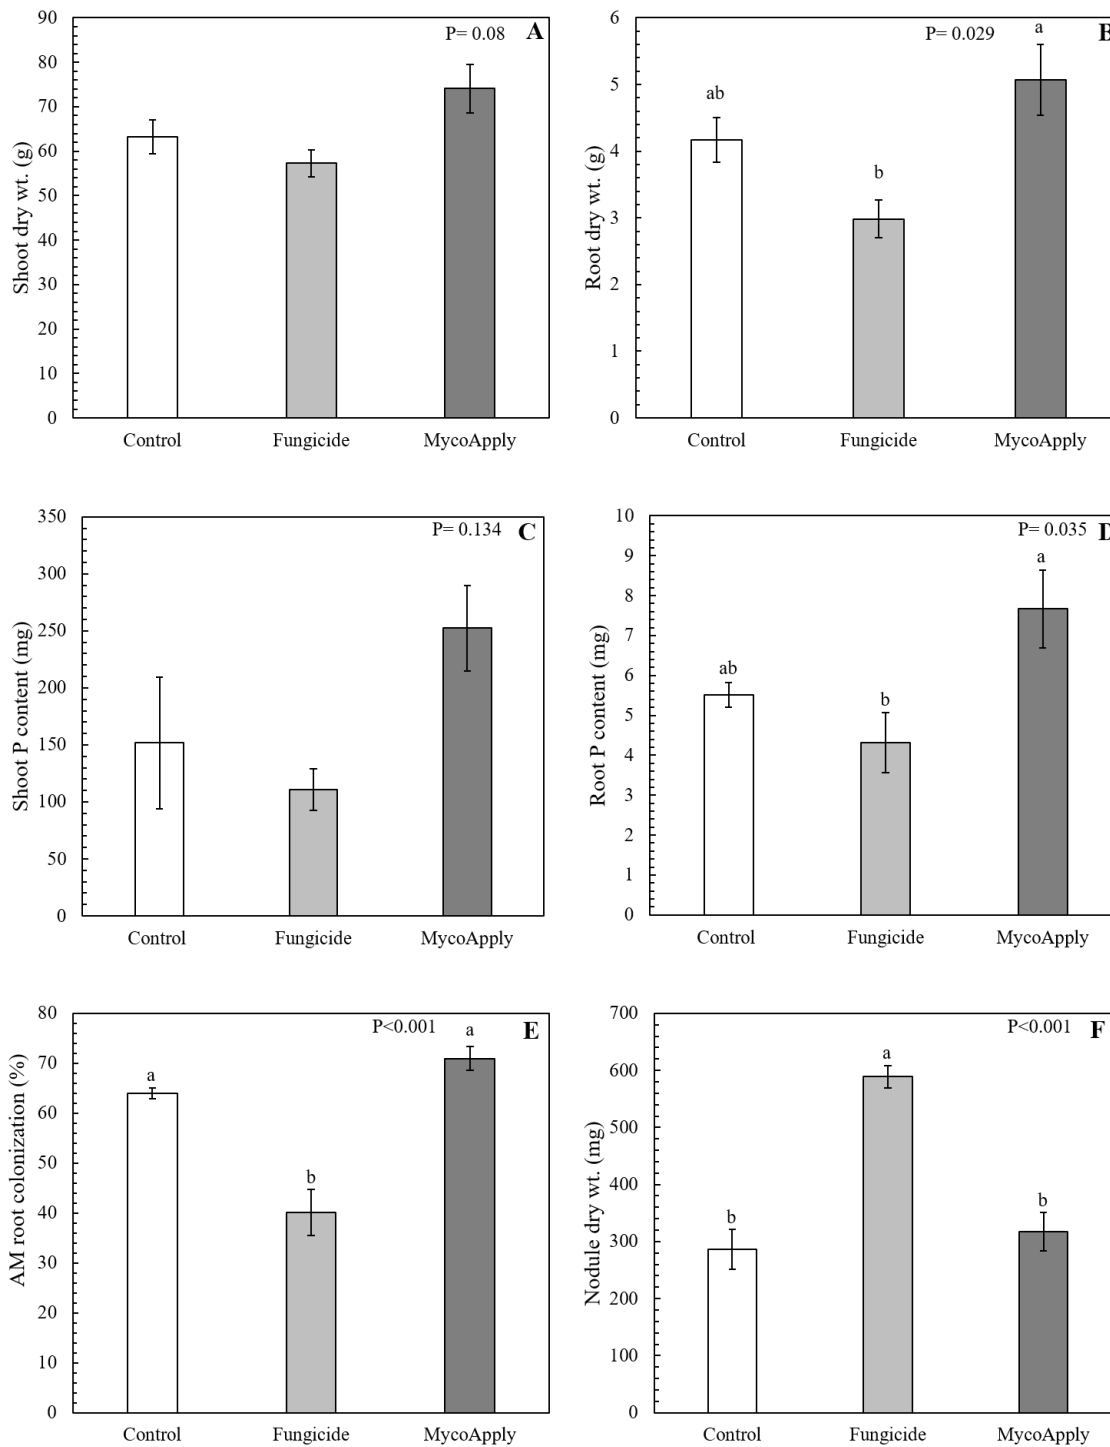 A
P= 0.08
Shoot dry wt. (g)
90
80
70
60
50
40
30
20
10
0
Control Fungicide MycoApply
B
P= 0.029
Root dry wt. (g)
6
5
4
3
2
1
0
ab
b
a
Control Fungicide MycoApply
C
P= 0.134
Shoot P content (mg)
350
300
250
200
150
100
50
0
Control Fungicide MycoApply
D
P= 0.035
Root P content (mg)
10
9
8
7
6
5
4
3
2
1
0
ab
b
a
Control Fungicide MycoApply
E
P<0.001
AM root colonization (%)
80
70
60
50
40
30
20
10
0
a
b
a
Control Fungicide MycoApply
F
P<0.001
Nodule dry wt. (mg)
700
600
500
400
300
200
100
0
b
a
b
Control Fungicide MycoApply